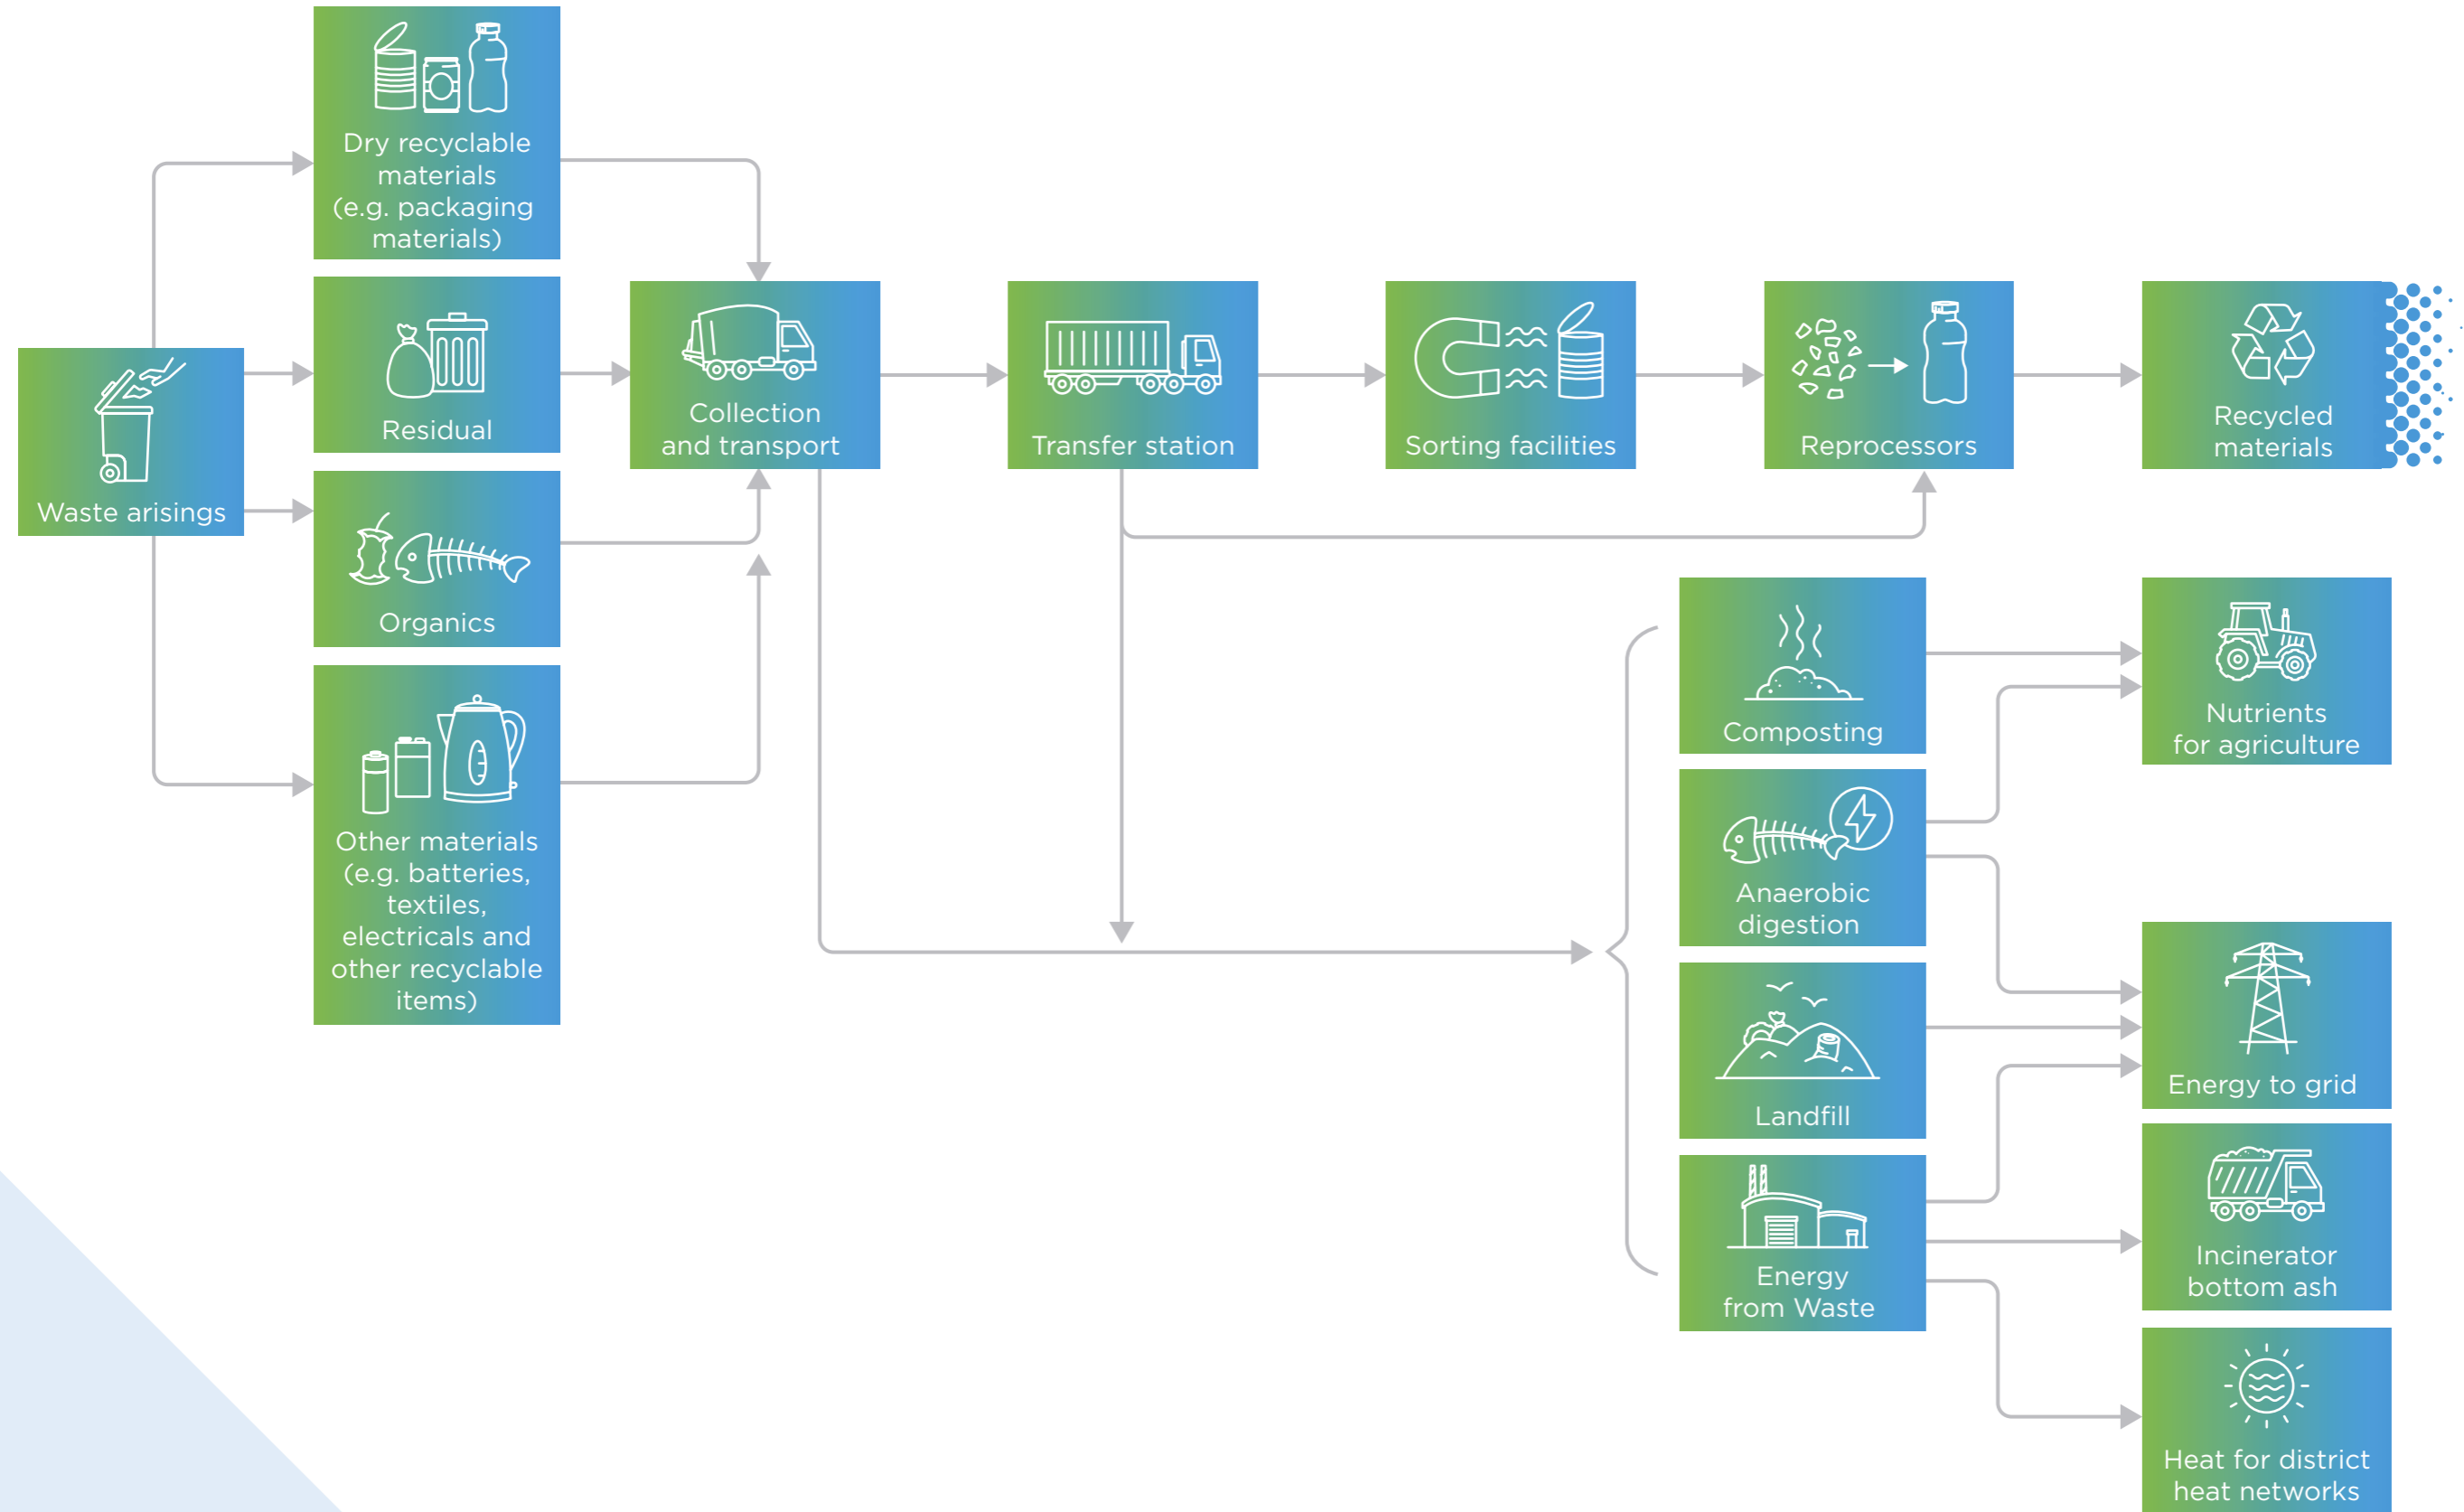 Waste arisings
Dry recyclable
materials
(e.g. packaging
materials)
Residual
Organics
Other materials
(e.g. batteries,
textiles,
electricals and
other recyclable
items)
Collection
and transport
Transfer station
Sorting facilities
Reprocessors
Recycled
materials
Composting
Anaerobic
digestion
Landfill
Energy
from Waste
Nutrients
for agriculture
Energy to grid
Incinerator
bottom ash
Heat for district
heat networks